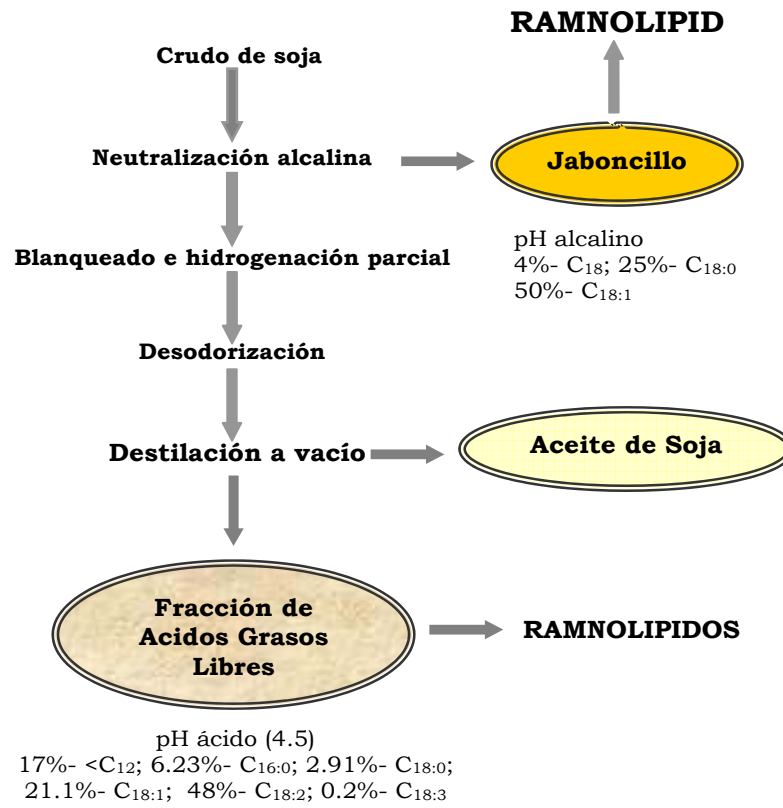 RAMNOLIPID
Crudo de soja
Neutralización alcalina
Jaboncillo
pH alcalino
4%- C₁₈; 25%- C₁₈:₀
50%- C₁₈:₁
Blanqueado e hidrogenación parcial
Desodorización
Destilación a vacío
Aceite de Soja
Fracción de
Acidos Grasos
Libres
RAMNOLIPIDOS
pH ácido (4.5)
17%- <C₁₂; 6.23%- C₁₆:₀; 2.91%- C₁₈:₀;
21.1%- C₁₈:₁; 48%- C₁₈:₂; 0.2%- C₁₈:₃